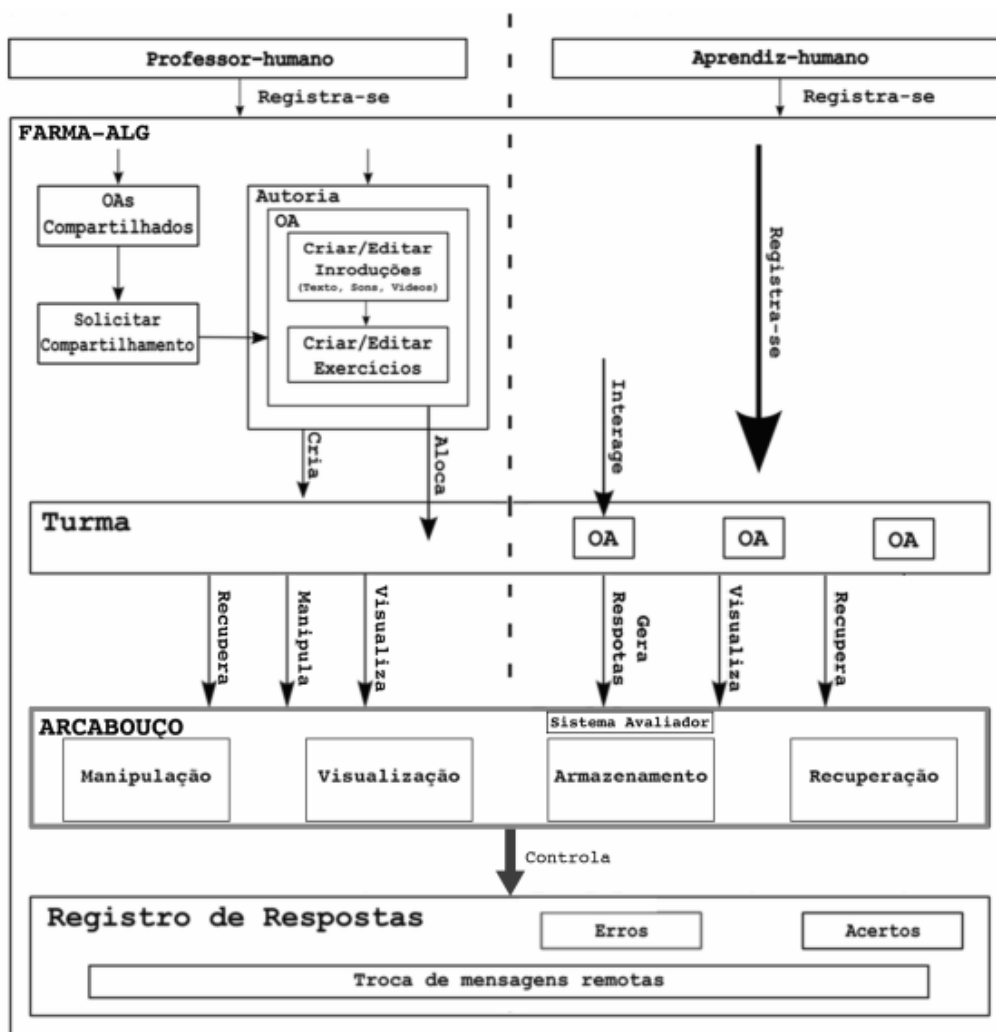 Professor-humano
Aprendiz-humano
Registra-se
Registra-se
FARMA-ALG
OAs
Compartilhados
Solicitar
Compartilhamento
Autoria
OA
Criar/Editar
Inroduções
(Texto, Sons, Videos)
Criar/Editar
Exercícios
Registra-se
Interage
Cria
Aloca
Turma
OA
OA
OA
Recupera
Manipula
Visualiza
Gera
Respotas
Visualiza
Recupera
ARCABOUÇO
Sistema Avaliador
Manipulação
Visualização
Armazenamento
Recuperação
Controla
Registro de Respostas
Erros
Acertos
Troca de mensagens remotas